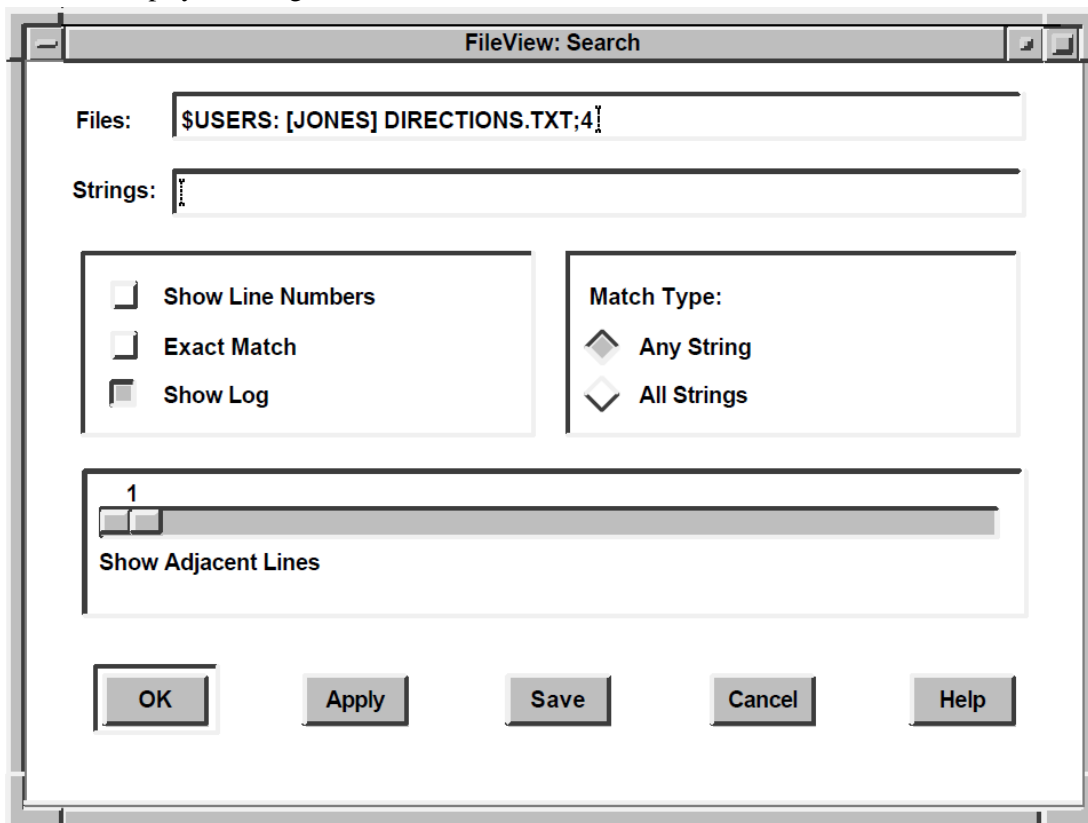 FileView: Search
Files: $USERS: [JONES] DIRECTIONS.TXT;4
Strings:
Show Line Numbers
Exact Match
Show Log
Match Type:
Any String
All Strings
1
Show Adjacent Lines
OK Apply Save Cancel Help